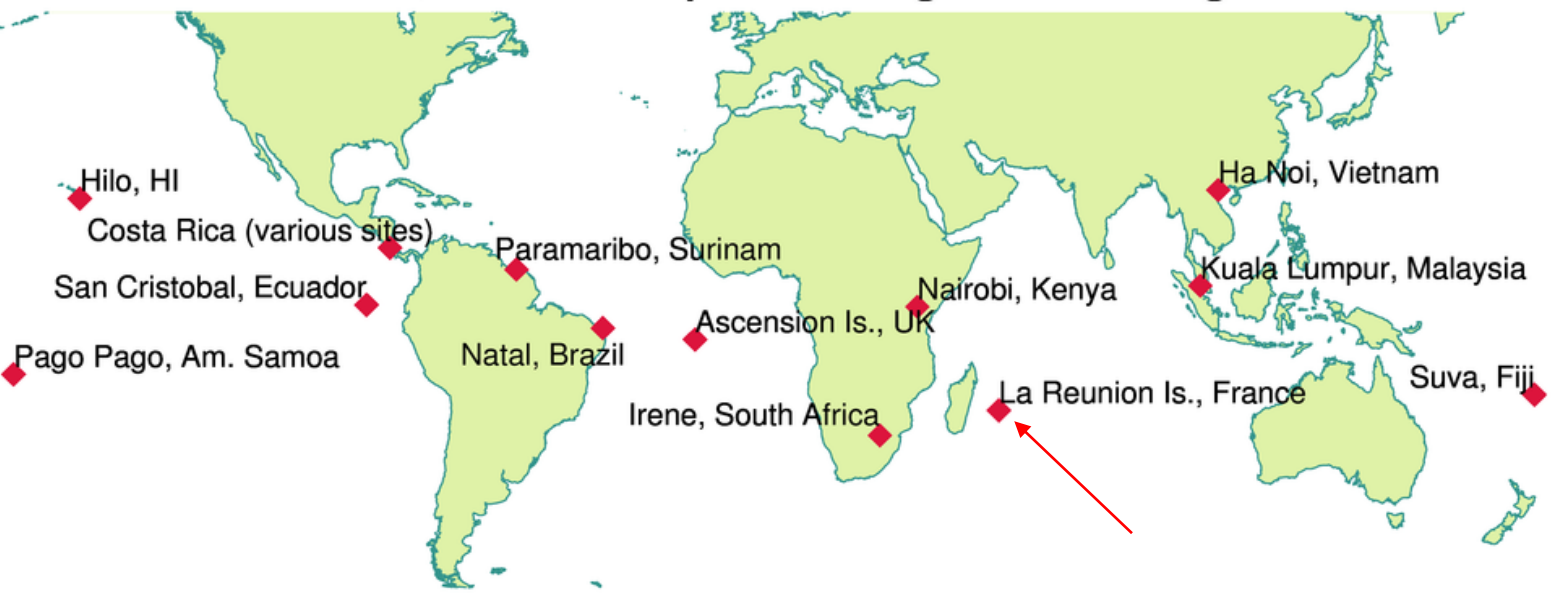 Hilo, HI
Ha Noi, Vietnam
Costa Rica (various sites)
Paramaribo, Surinam
Kuala Lumpur, Malaysia
San Cristobal, Ecuador
Nairobi, Kenya
Ascension Is., UK
Natal, Brazil
Pago Pago, Am. Samoa
Suva, Fiji
La Reunion Is., France
Irene, South Africa